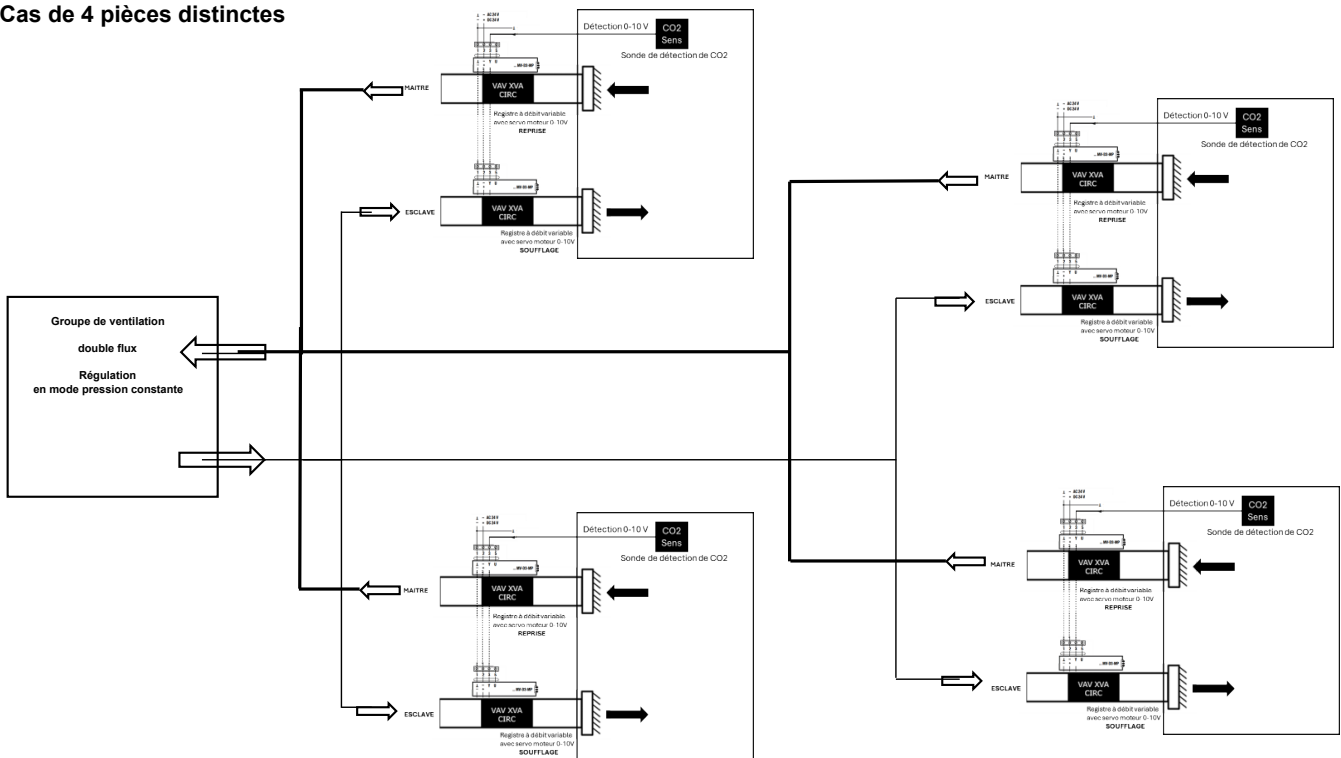 Cas de 4 pièces distinctes
⊥ ~ AC24V
- + DC24V
Détection 0-10 V
CO2
Sens
Sonde de détection de CO2
MAITRE
VAV XVA
CIRC
Registre à débit variable
avec servo moteur 0-10V
REPRISE
ESCLAVE
VAV XVA
CIRC
Registre à débit variable
avec servo moteur 0-10V
SOUFFLAGE
⊥ ~ AC24V
- + DC24V
Détection 0-10 V
CO2
Sens
Sonde de détection de CO2
MAITRE
VAV XVA
CIRC
Registre à débit variable
avec servo moteur 0-10V
REPRISE
ESCLAVE
VAV XVA
CIRC
Registre à débit variable
avec servo moteur 0-10V
SOUFFLAGE
Groupe de ventilation
double flux
Régulation
en mode pression constante
⊥ ~ AC24V
- + DC24V
Détection 0-10 V
CO2
Sens
Sonde de détection de CO2
MAITRE
VAV XVA
CIRC
Registre à débit variable
avec servo moteur 0-10V
REPRISE
ESCLAVE
VAV XVA
CIRC
Registre à débit variable
avec servo moteur 0-10V
SOUFFLAGE
⊥ ~ AC24V
- + DC24V
Détection 0-10 V
CO2
Sens
Sonde de détection de CO2
MAITRE
VAV XVA
CIRC
Registre à débit variable
avec servo moteur 0-10V
REPRISE
ESCLAVE
VAV XVA
CIRC
Registre à débit variable
avec servo moteur 0-10V
SOUFFLAGE